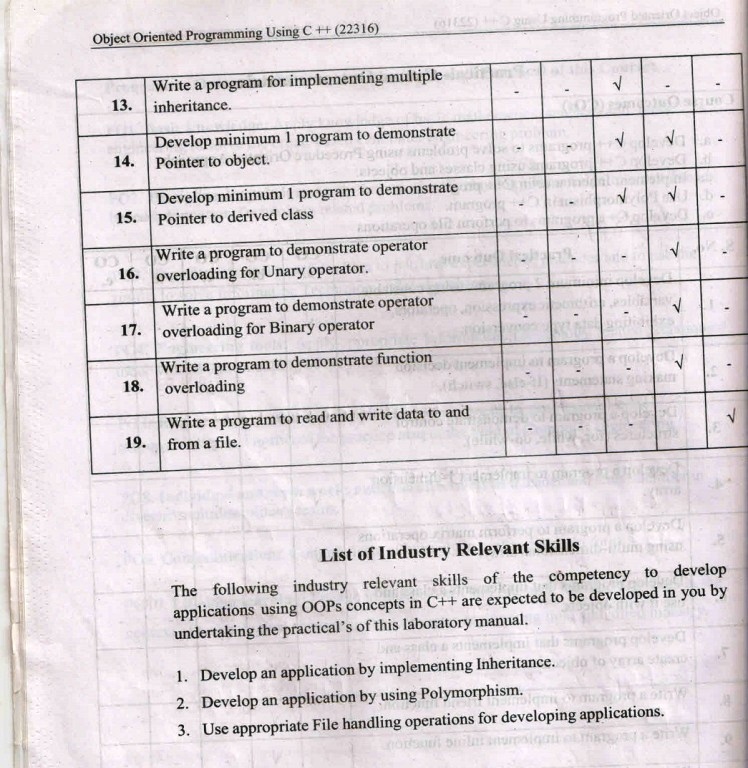 Object Oriented Programming Using C ++ (22316)
13. Write a program for implementing multiple inheritance. - - √ - -
14. Develop minimum 1 program to demonstrate Pointer to object. - - √ √ -
15. Develop minimum 1 program to demonstrate Pointer to derived class - - √ √ -
16. Write a program to demonstrate operator overloading for Unary operator. - - - √ -
17. Write a program to demonstrate operator overloading for Binary operator - - - √ -
18. Write a program to demonstrate function overloading - - - √ -
19. Write a program to read and write data to and from a file. - - - - √
List of Industry Relevant Skills
The following industry relevant skills of the competency to develop
applications using OOPs concepts in C++ are expected to be developed in you by
undertaking the practical's of this laboratory manual.
1. Develop an application by implementing Inheritance.
2. Develop an application by using Polymorphism.
3. Use appropriate File handling operations for developing applications.